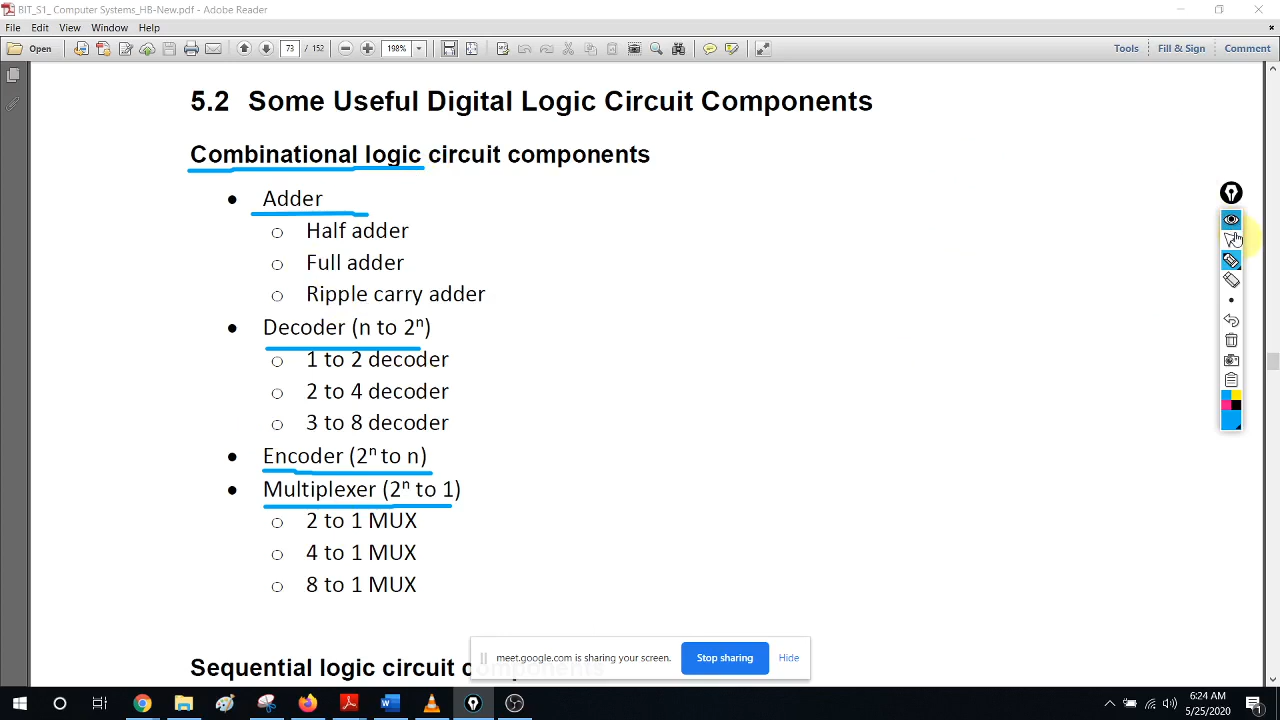 BIT_S1_ Computer Systems_HB-New.pdf - Adobe Reader
File Edit View Window Help
Open 73 / 152 198% Tools Fill & Sign Comment
5.2 Some Useful Digital Logic Circuit Components
Combinational logic circuit components
• Adder
○ Half adder
○ Full adder
○ Ripple carry adder
• Decoder (n to 2ⁿ)
○ 1 to 2 decoder
○ 2 to 4 decoder
○ 3 to 8 decoder
• Encoder (2ⁿ to n)
• Multiplexer (2ⁿ to 1)
○ 2 to 1 MUX
○ 4 to 1 MUX
○ 8 to 1 MUX
meet.google.com is sharing your screen. Stop sharing Hide
Sequential logic circuit components
6:24 AM
5/25/2020